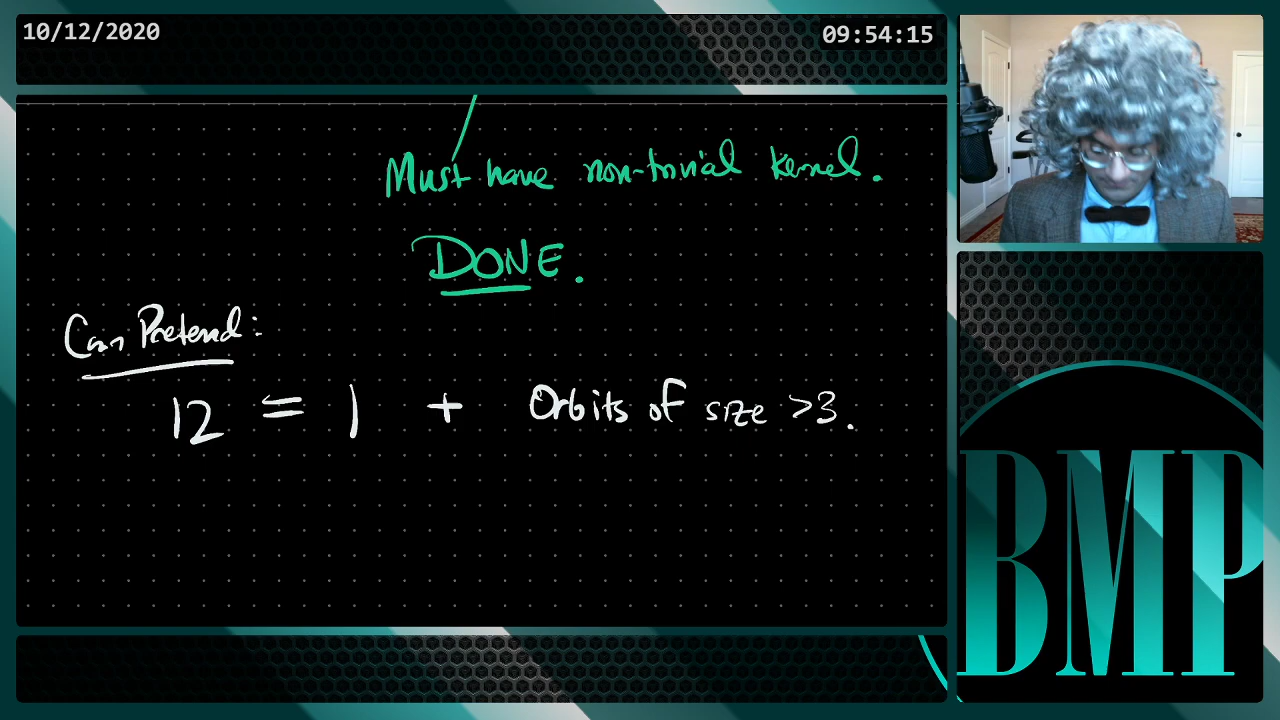 10/12/2020
09:54:15
Must have non-trivial kernel.
DONE.
Can Pretend:
12 = 1 + Orbits of size >3.
BMP